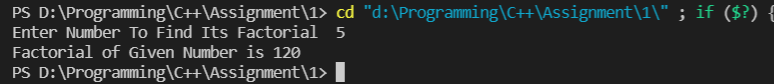 PS D:\Programming\C++\Assignment\1> cd "d:\Programming\C++\Assignment\1\" ; if ($?) {
Enter Number To Find Its Factorial  5
Factorial of Given Number is 120
PS D:\Programming\C++\Assignment\1>